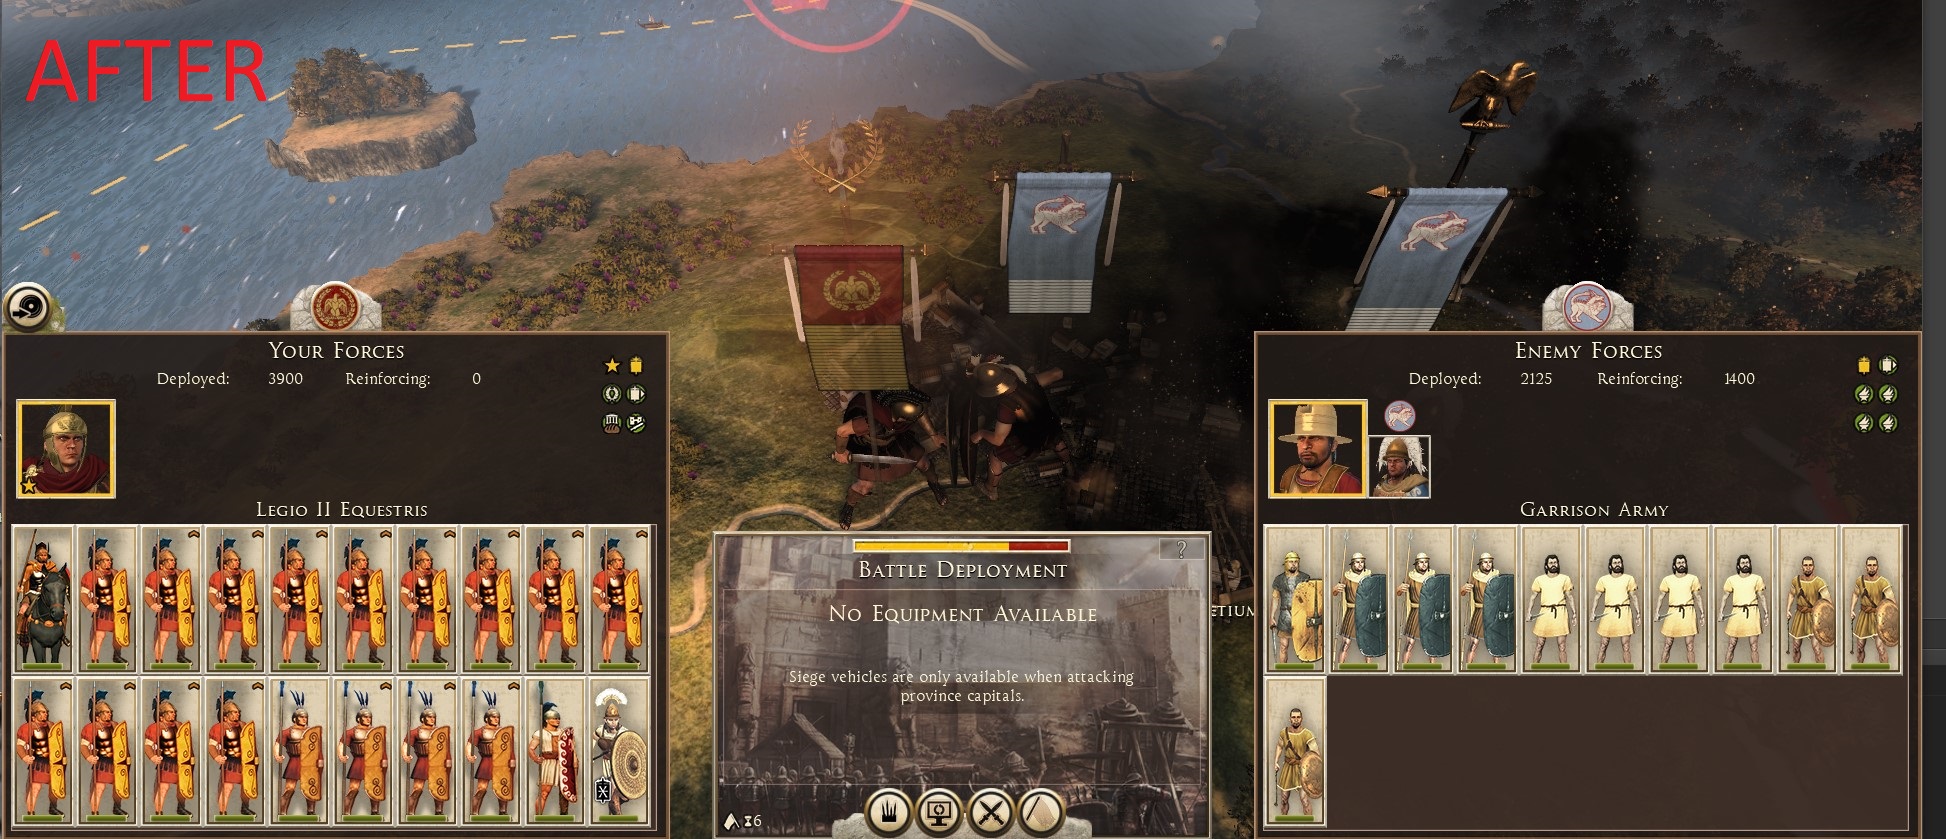 AFTER
Your Forces
Deployed: 3900 Reinforcing: 0
Legio II Equestris
Enemy Forces
Deployed: 2125 Reinforcing: 1400
Garrison Army
Battle Deployment
?
No Equipment Available
ETIUM
Siege vehicles are only available when attacking
province capitals.
6